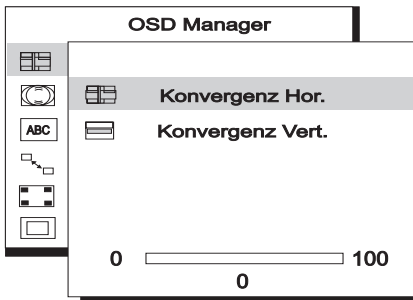 OSD Manager
Konvergenz Hor.
ABC
Konvergenz Vert.
0 100
0